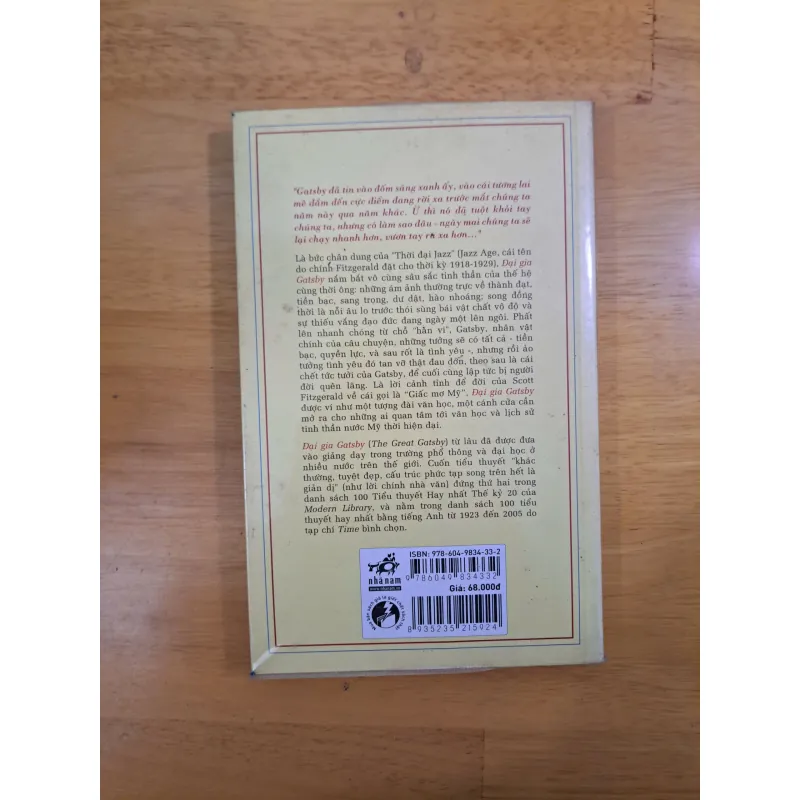 "Gatsby đã tin vào đốm sáng xanh ấy, vào cái tương lai
mê đắm đến cực điểm đang rời xa trước mắt chúng ta
năm này qua năm khác. Ừ thì nó đã tuột khỏi tay
chúng ta, nhưng có làm sao đâu - ngày mai chúng ta sẽ
lại chạy nhanh hơn, vươn tay ra xa hơn..."
Là bức chân dung của "Thời đại Jazz" (Jazz Age, cái tên
do chính Fitzgerald đặt cho thời kỳ 1918-1929), Đại gia
Gatsby nắm bắt vô cùng sâu sắc tinh thần của thế hệ
cùng thời ông: những ám ảnh thường trực về thành đạt,
tiền bạc, sang trọng, dư dật, hào nhoáng; song đồng
thời là nỗi âu lo trước thói sùng bái vật chất vô độ và
sự thiếu vắng đạo đức đang ngày một lên ngôi. Phất
lên nhanh chóng từ chỗ "hàn vi", Gatsby, nhân vật
chính của câu chuyện, những tưởng sẽ có tất cả - tiền
bạc, quyền lực, và sau rốt là tình yêu -, nhưng rồi ảo
tưởng tình yêu đó tan vỡ thật đau đớn, theo sau là cái
chết tức tưởi của Gatsby, để cuối cùng lập tức bị người
đời quên lãng. Là lời cảnh tỉnh để đời của Scott
Fitzgerald về cái gọi là "Giấc mơ Mỹ", Đại gia Gatsby
được ví như một tượng đài văn học, một cánh cửa cần
mở ra cho những ai quan tâm tới văn học và lịch sử
tinh thần nước Mỹ thời hiện đại.
Đại gia Gatsby (The Great Gatsby) từ lâu đã được đưa
vào giảng dạy trong trường phổ thông và đại học ở
nhiều nước trên thế giới. Cuốn tiểu thuyết "khác
thường, tuyệt đẹp, cấu trúc phức tạp song trên hết là
giản dị" (như lời chính nhà văn) đứng thứ hai trong
danh sách 100 Tiểu thuyết Hay nhất Thế kỷ 20 của
Modern Library, và nằm trong danh sách 100 tiểu
thuyết hay nhất bằng tiếng Anh từ 1923 đến 2005 do
tạp chí Time bình chọn.
nhã nam
ISBN: 978-604-9834-33-2
9 786049 834332
Giá: 68.000đ
8 935235 215924